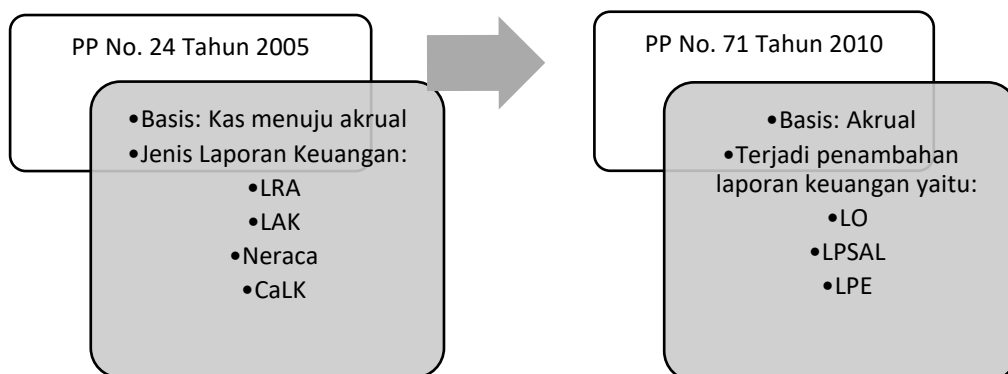 PP No. 24 Tahun 2005
•Basis: Kas menuju akrual
•Jenis Laporan Keuangan:
•LRA
•LAK
•Neraca
•CaLK
PP No. 71 Tahun 2010
•Basis: Akrual
•Terjadi penambahan
laporan keuangan yaitu:
•LO
•LPSAL
•LPE